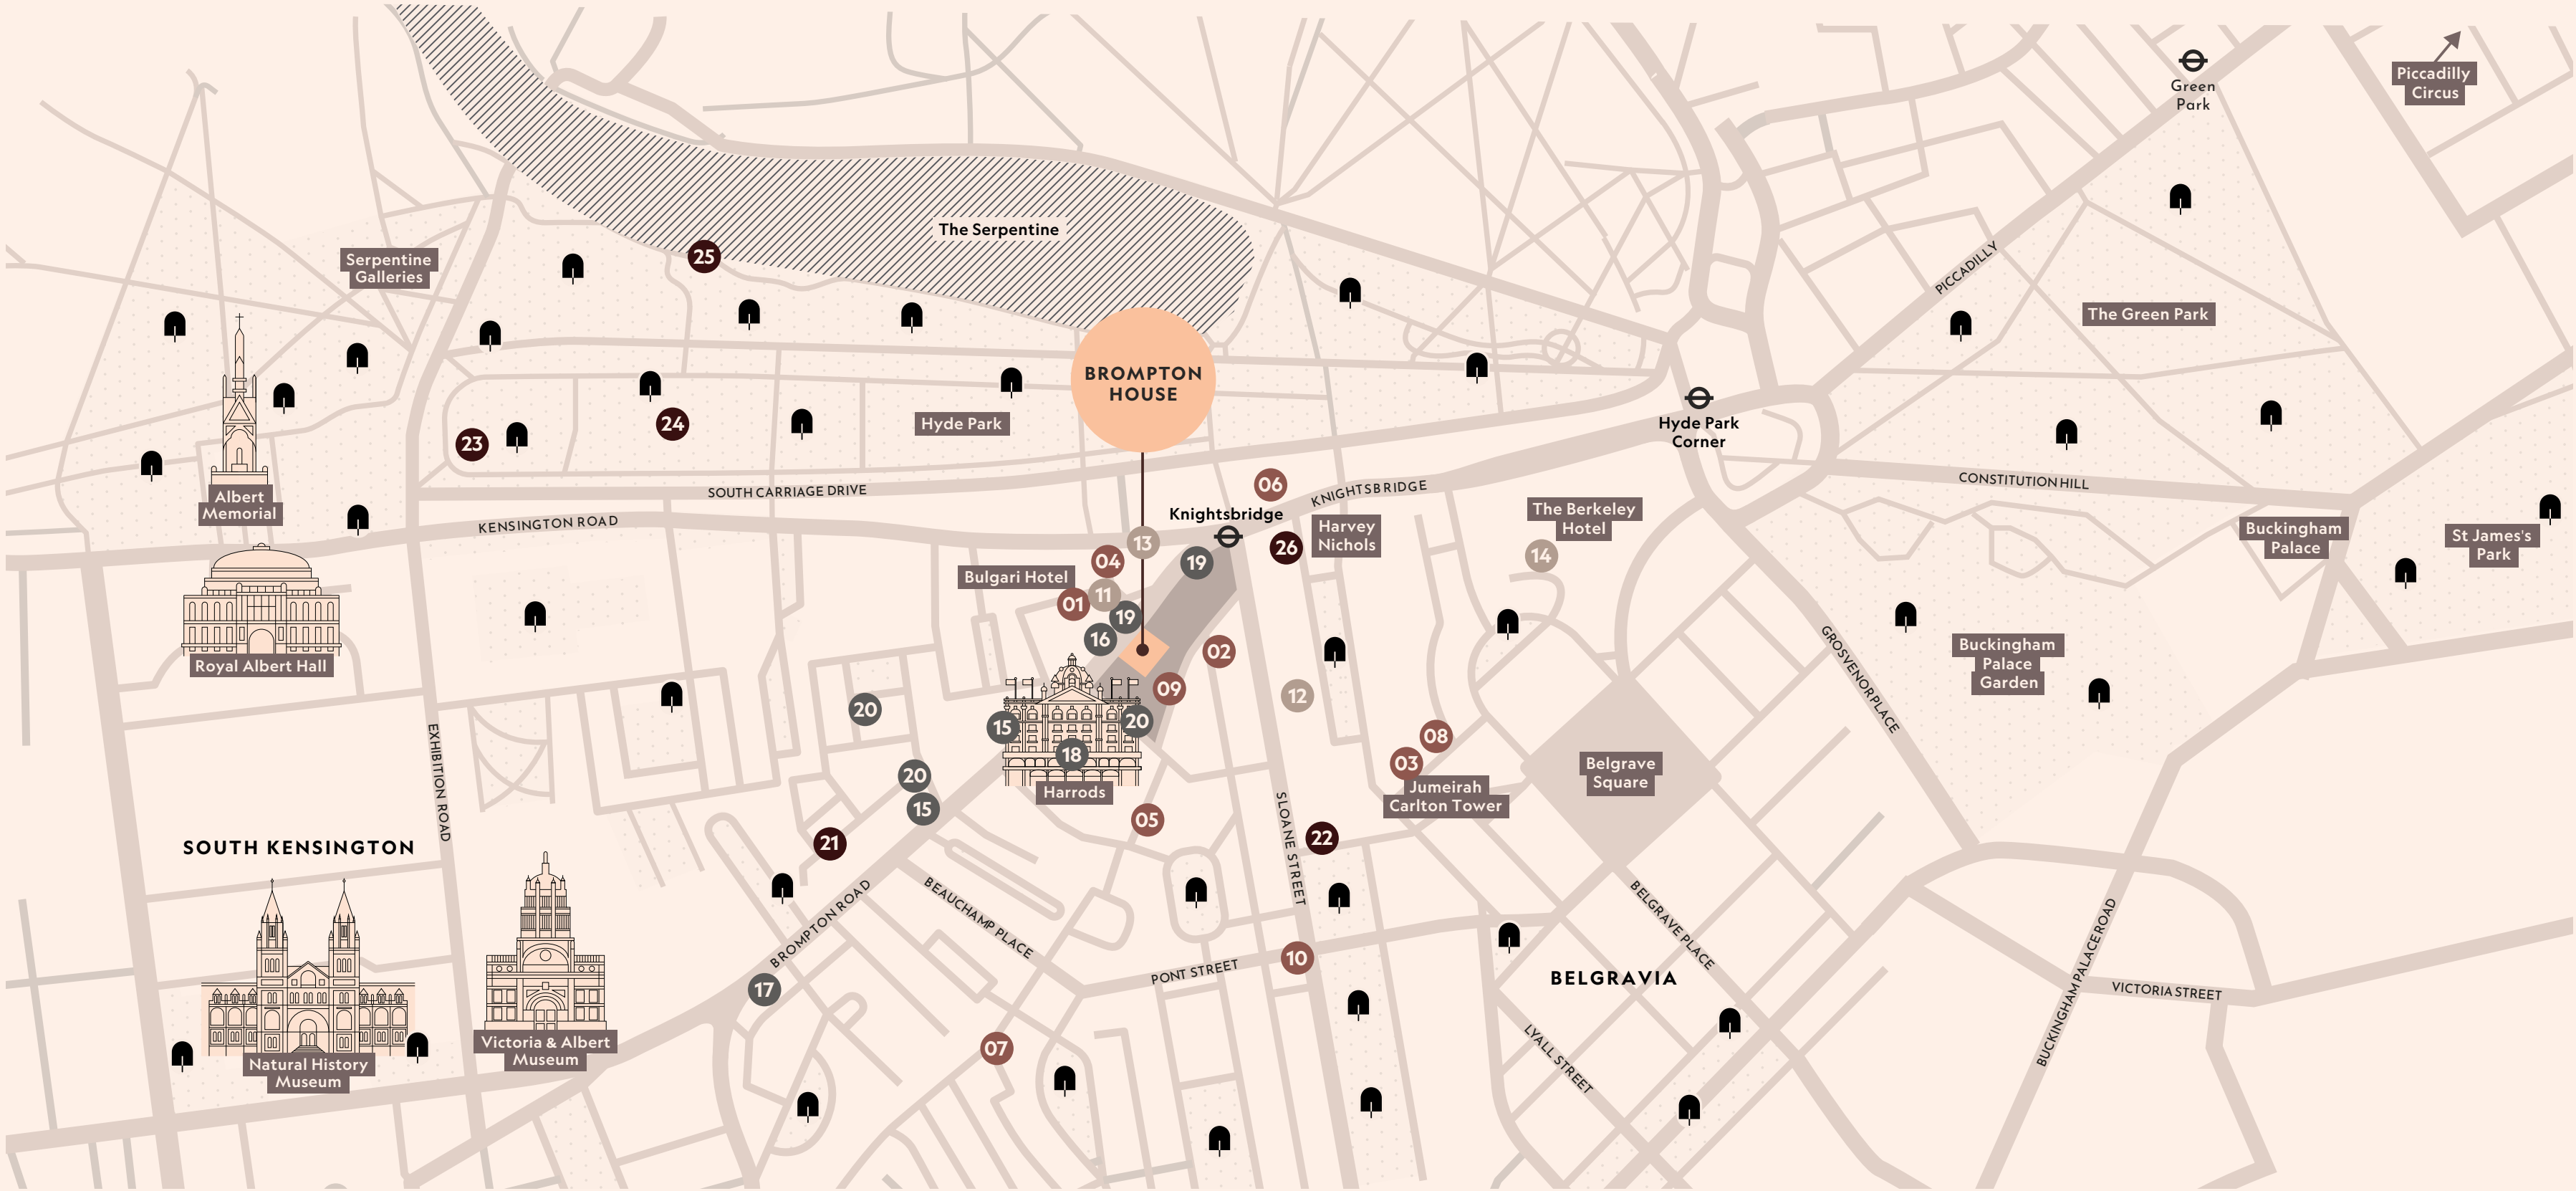 Green
Park
Piccadilly
Circus
The Serpentine
Serpentine
Galleries
25
PICCADILLY
The Green Park
BROMPTON
HOUSE
Hyde Park
24
23
Hyde Park
Corner
SOUTH CARRIAGE DRIVE
KENSINGTON ROAD
06
KNIGHTSBRIDGE
CONSTITUTION HILL
Albert
Memorial
Knightsbridge
Harvey
Nichols
The Berkeley
Hotel
Buckingham
Palace
St James's
Park
13
26
14
04
19
Bulgari Hotel
01
11
19
16
02
Royal Albert Hall
Buckingham
Palace
Garden
GROSVENOR PLACE
09
12
20
15
20
18
08
03
Harrods
Jumeirah
Carlton Tower
Belgrave
Square
EXHIBITION ROAD
20
15
05
21
22
SLOANE STREET
SOUTH KENSINGTON
BROMPTON ROAD
BEAUCHAMP PLACE
BELGRAVE PLACE
10
PONT STREET
17
BELGRAVIA
VICTORIA STREET
BUCKINGHAM PALACE ROAD
07
LYALL STREET
Victoria & Albert
Museum
Natural History
Museum